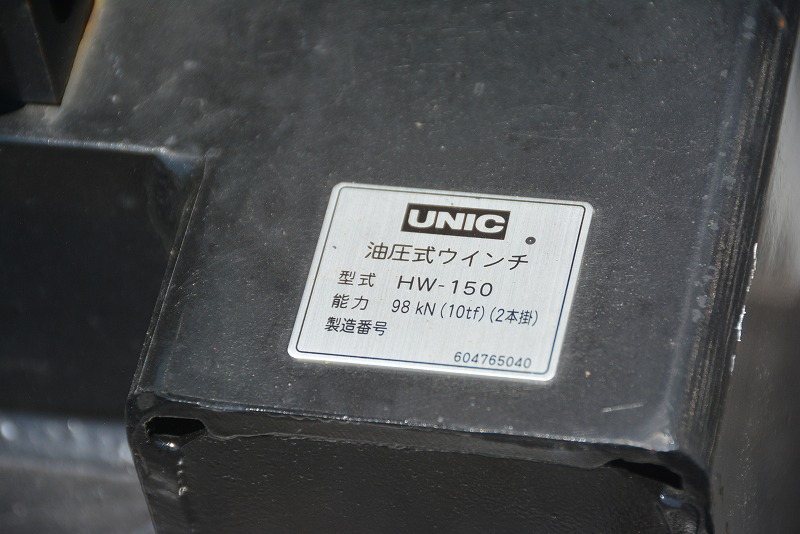 UNIC
油圧式ウインチ
型式 HW-150
能力 98 kN (10tf) (2本掛)
製造番号
604765040